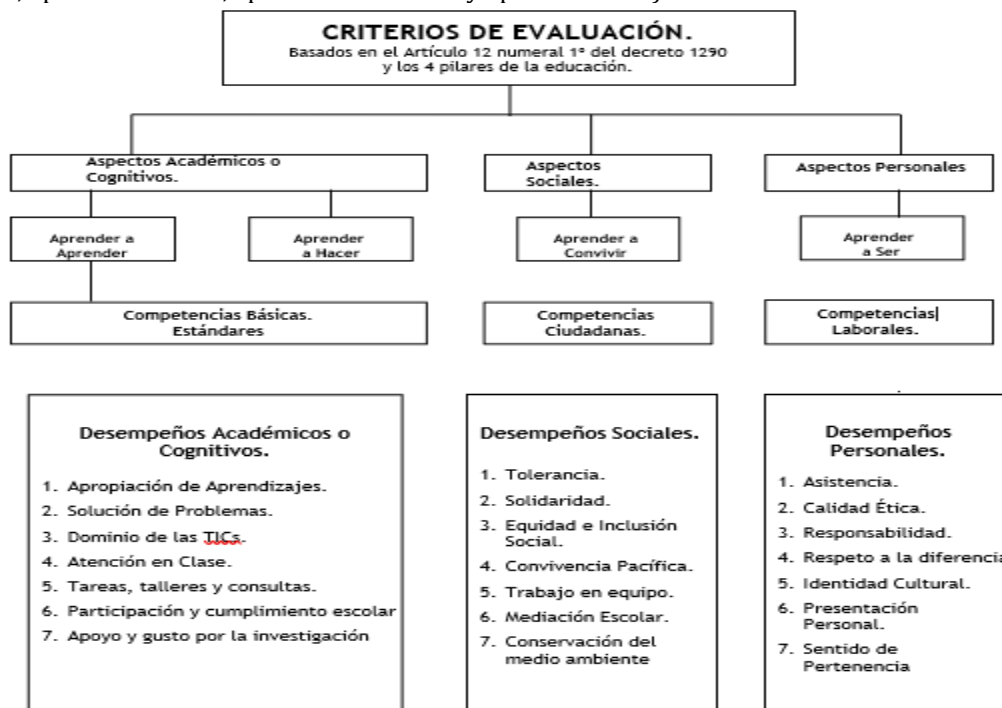 CRITERIOS DE EVALUACIÓN.
Basados en el Artículo 12 numeral 1º del decreto 1290
y los 4 pilares de la educación.
Aspectos Académicos o
Cognitivos.
Aspectos
Sociales.
Aspectos Personales
Aprender a
Aprender
Aprender
a Hacer
Aprender a
Convivir
Aprender
a Ser
Competencias Básicas.
Estándares
Competencias
Ciudadanas.
Competencias
Laborales.
Desempeños Académicos o
Cognitivos.
1. Apropiación de Aprendizajes.
2. Solución de Problemas.
3. Dominio de las TICs.
4. Atención en Clase.
5. Tareas, talleres y consultas.
6. Participación y cumplimiento escolar
7. Apoyo y gusto por la investigación
Desempeños Sociales.
1. Tolerancia.
2. Solidaridad.
3. Equidad e Inclusión
Social.
4. Convivencia Pacífica.
5. Trabajo en equipo.
6. Mediación Escolar.
7. Conservación del
medio ambiente
Desempeños
Personales.
1. Asistencia.
2. Calidad Ética.
3. Responsabilidad.
4. Respeto a la diferencia
5. Identidad Cultural.
6. Presentación
Personal.
7. Sentido de
Pertenencia